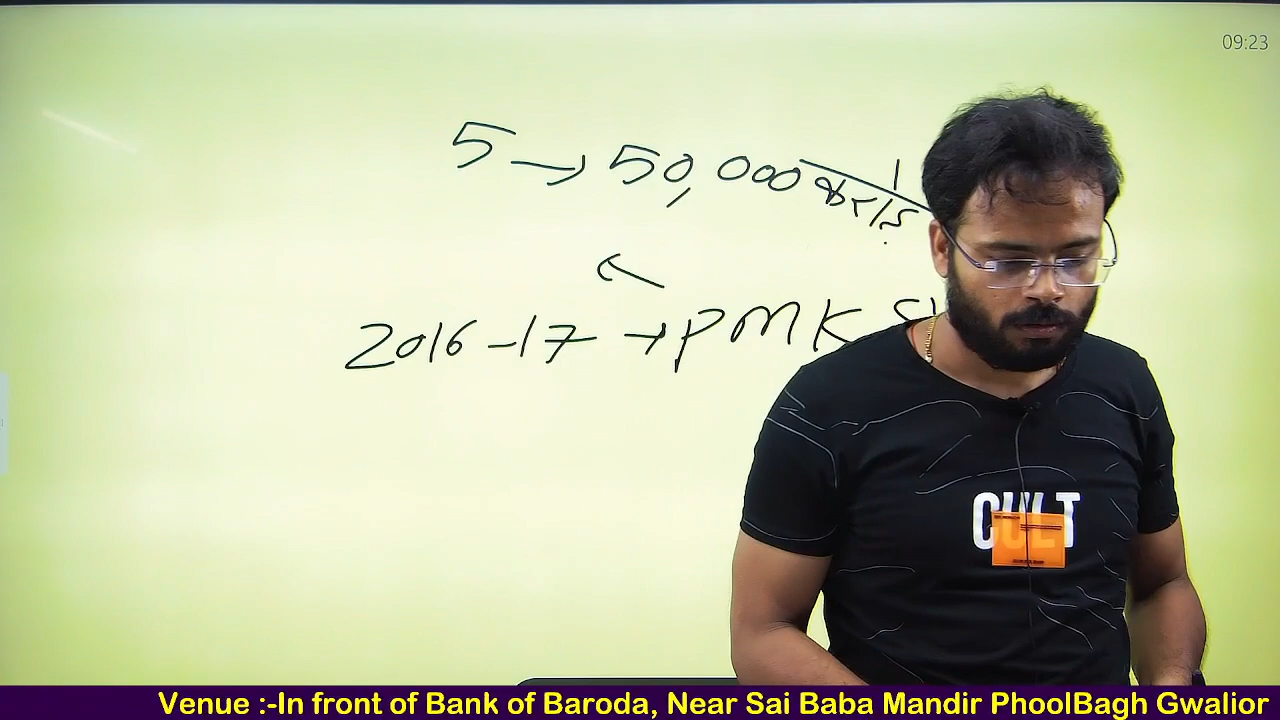 09:23
5 → 50,000 करोड़
2016-17 → PMKSY
CULT
Venue :-In front of Bank of Baroda, Near Sai Baba Mandir PhoolBagh Gwalior